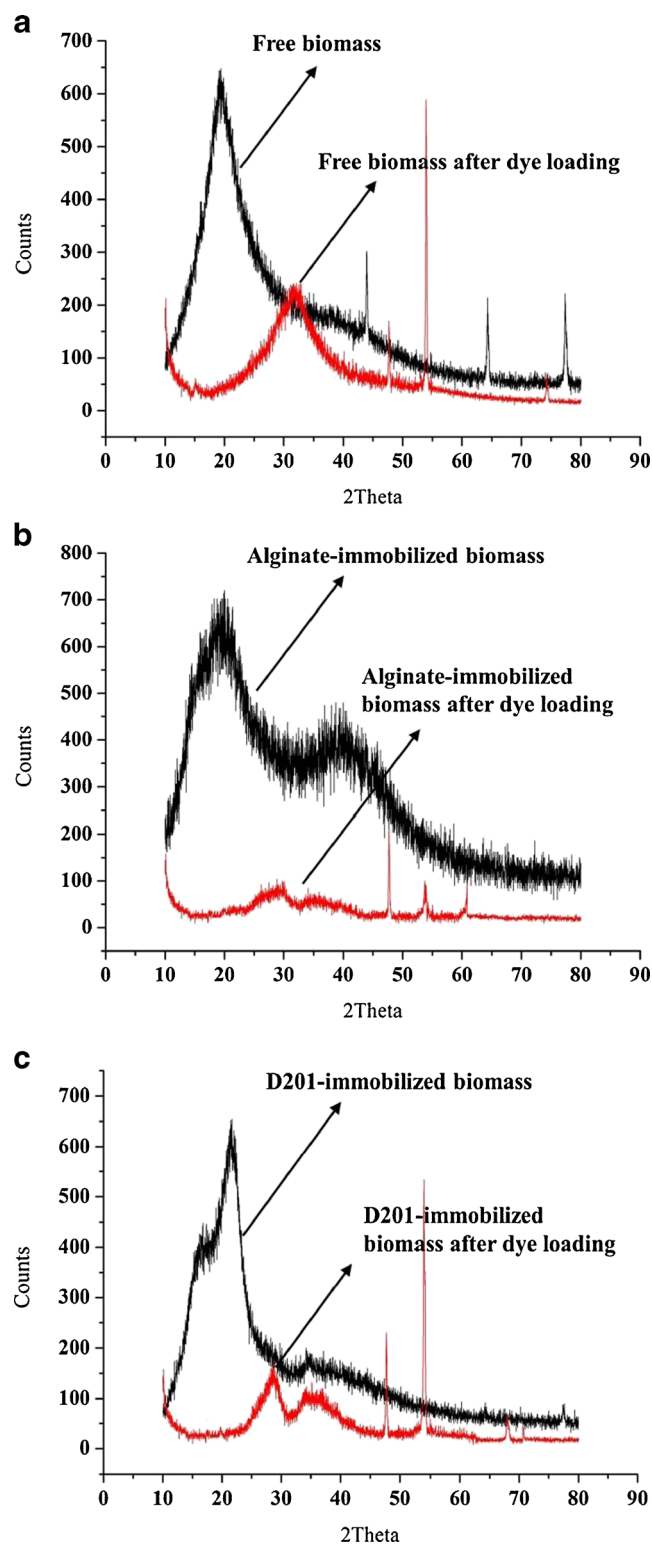 a
700
Free biomass
600
Free biomass after dye loading
500
400
300
200
100
0
Counts
0 10 20 30 40 50 60 70 80 90
2Theta
b
800
Alginate-immobilized biomass
700
600
Alginate-immobilized
biomass after dye loading
500
400
300
200
100
0
Counts
0 10 20 30 40 50 60 70 80 90
2Theta
c
700
D201-immobilized biomass
600
500
D201-immobilized
biomass after dye loading
400
300
200
100
0
Counts
0 10 20 30 40 50 60 70 80 90
2Theta